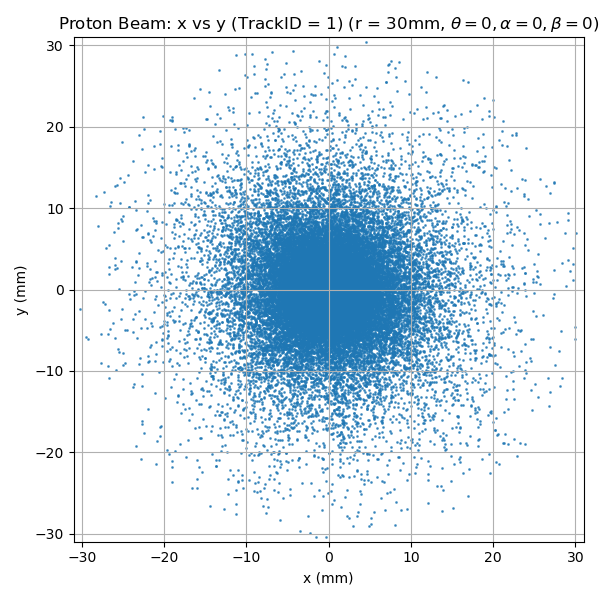 Proton Beam: x vs y (TrackID = 1) (r = 30mm, θ = 0, α = 0, β = 0)
30
20
10
0
−10
−20
−30
y (mm)
−30 −20 −10 0 10 20 30
x (mm)